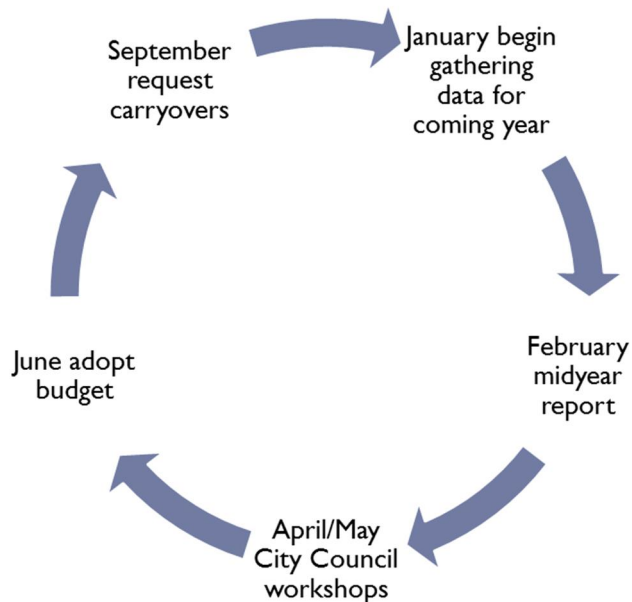 September
request
carryovers
January begin
gathering
data for
coming year
February
midyear
report
April/May
City Council
workshops
June adopt
budget